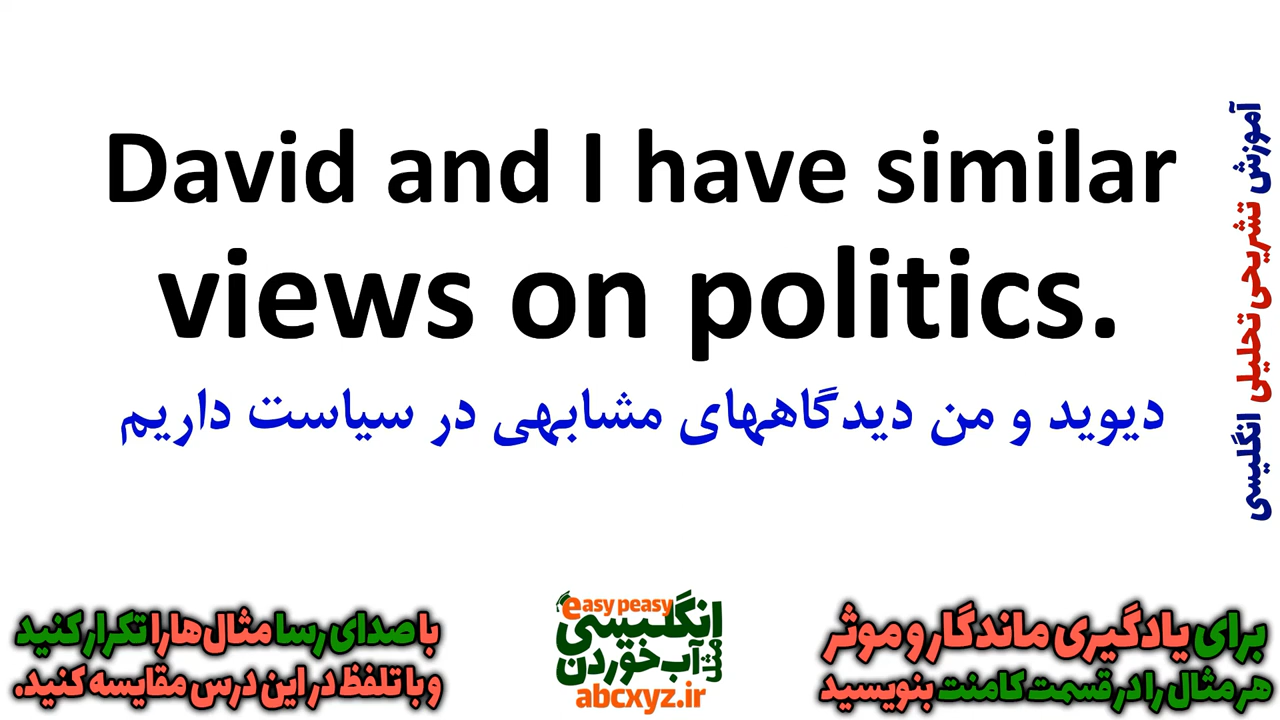 David and I have similar
views on politics.
دیوید و من دیدگاههای مشابهی در سیاست داریم
آموزش تشریحی تحلیلی انگلیسی
برای یادگیری ماندگار و موثر
هر مثال را در قسمت کامنت بنویسید
easy peasy
انگلیسی
مثل آب خوردن
abcxyz.ir
با صدای رسا مثال‌ها را تکرار کنید
و با تلفظ در این درس مقایسه کنید.